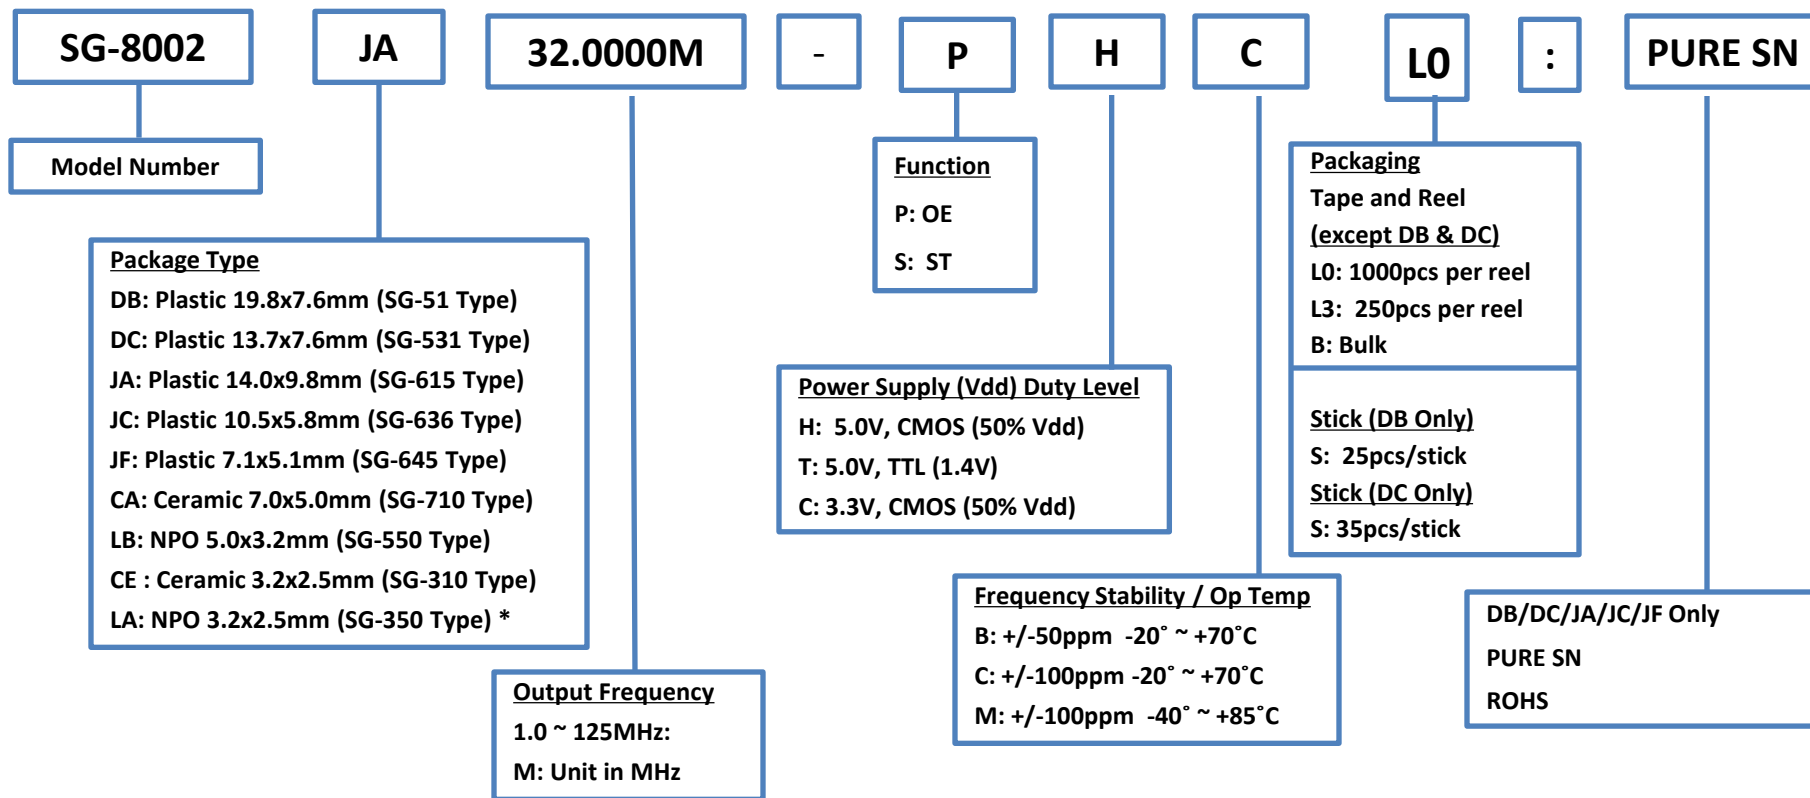 SG-8002 JA 32.0000M - P H C L0 : PURE SN
Model Number
Package Type
DB: Plastic 19.8x7.6mm (SG-51 Type)
DC: Plastic 13.7x7.6mm (SG-531 Type)
JA: Plastic 14.0x9.8mm (SG-615 Type)
JC: Plastic 10.5x5.8mm (SG-636 Type)
JF: Plastic 7.1x5.1mm (SG-645 Type)
CA: Ceramic 7.0x5.0mm (SG-710 Type)
LB: NPO 5.0x3.2mm (SG-550 Type)
CE : Ceramic 3.2x2.5mm (SG-310 Type)
LA: NPO 3.2x2.5mm (SG-350 Type) *
Output Frequency
1.0 ~ 125MHz:
M: Unit in MHz
Function
P: OE
S: ST
Power Supply (Vdd) Duty Level
H: 5.0V, CMOS (50% Vdd)
T: 5.0V, TTL (1.4V)
C: 3.3V, CMOS (50% Vdd)
Frequency Stability / Op Temp
B: +/-50ppm -20˚ ~ +70˚C
C: +/-100ppm -20˚ ~ +70˚C
M: +/-100ppm -40˚ ~ +85˚C
Packaging
Tape and Reel
(except DB & DC)
L0: 1000pcs per reel
L3: 250pcs per reel
B: Bulk
Stick (DB Only)
S: 25pcs/stick
Stick (DC Only)
S: 35pcs/stick
DB/DC/JA/JC/JF Only
PURE SN
ROHS